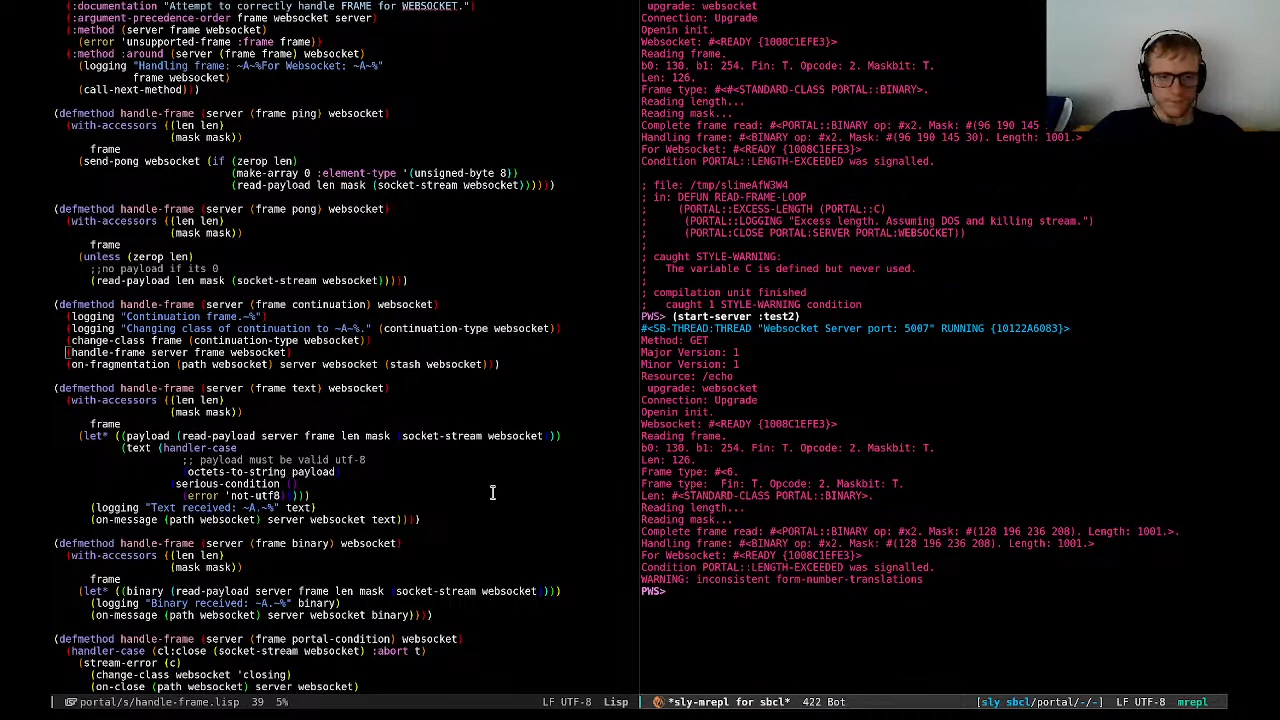 (:documentation "Attempt to correctly handle FRAME for WEBSOCKET.")
(:argument-precedence-order frame websocket server)
(:method (server frame websocket)
(error 'unsupported-frame :frame frame))
(:method :around (server (frame frame) websocket)
(logging "Handling frame: ~A~%For Websocket: ~A~%"
frame websocket)
(call-next-method)))
(defmethod handle-frame (server (frame ping) websocket)
(with-accessors ((len len)
(mask mask))
frame
(send-pong websocket (if (zerop len)
(make-array 0 :element-type '(unsigned-byte 8))
(read-payload len mask (socket-stream websocket))))))
(defmethod handle-frame (server (frame pong) websocket)
(with-accessors ((len len)
(mask mask))
frame
(unless (zerop len)
;;no payload if its 0
(read-payload len mask (socket-stream websocket)))))
(defmethod handle-frame (server (frame continuation) websocket)
(logging "Continuation frame.~%")
(logging "Changing class of continuation to ~A~%." (continuation-type websocket))
(change-class frame (continuation-type websocket))
(handle-frame server frame websocket)
(on-fragmentation (path websocket) server websocket (stash websocket)))
(defmethod handle-frame (server (frame text) websocket)
(with-accessors ((len len)
(mask mask))
frame
(let* ((payload (read-payload server frame len mask (socket-stream websocket)))
(text (handler-case
;; payload must be valid utf-8
(octets-to-string payload)
(serious-condition ()
(error 'not-utf8)))))
(logging "Text received: ~A.~%" text)
(on-message (path websocket) server websocket text))))
(defmethod handle-frame (server (frame binary) websocket)
(with-accessors ((len len)
(mask mask))
frame
(let* ((binary (read-payload server frame len mask (socket-stream websocket))))
(logging "Binary received: ~A.~%" binary)
(on-message (path websocket) server websocket binary))))
(defmethod handle-frame (server (frame portal-condition) websocket)
(handler-case (cl:close (socket-stream websocket) :abort t)
(stream-error (c)
(change-class websocket 'closing)
(on-close (path websocket) server websocket)
portal/s/handle-frame.lisp 39 5% LF UTF-8 Lisp
upgrade: websocket
Connection: Upgrade
Openin init.
Websocket: #<READY {1008C1EFE3}>
Reading frame.
b0: 130. b1: 254. Fin: T. Opcode: 2. Maskbit: T.
Len: 126.
Frame type: #<#<STANDARD-CLASS PORTAL::BINARY>.
Reading length...
Reading mask...
Complete frame read: #<PORTAL::BINARY op: #x2. Mask: #(96 190 145
Handling frame: #<BINARY op: #x2. Mask: #(96 190 145 30). Length: 1001.>
For Websocket: #<READY {1008C1EFE3}>
Condition PORTAL::LENGTH-EXCEEDED was signalled.
; file: /tmp/slimeAfW3W4
; in: DEFUN READ-FRAME-LOOP
; (PORTAL::EXCESS-LENGTH (PORTAL::C)
; (PORTAL::LOGGING "Excess length. Assuming DOS and killing stream.")
; (PORTAL:CLOSE PORTAL:SERVER PORTAL:WEBSOCKET))
;
; caught STYLE-WARNING:
; The variable C is defined but never used.
;
; compilation unit finished
; caught 1 STYLE-WARNING condition
PWS> (start-server :test2)
#<SB-THREAD:THREAD "Websocket Server port: 5007" RUNNING {10122A6083}>
Method: GET
Major Version: 1
Minor Version: 1
Resource: /echo
upgrade: websocket
Connection: Upgrade
Openin init.
Websocket: #<READY {1008C1EFE3}>
Reading frame.
b0: 130. b1: 254. Fin: T. Opcode: 2. Maskbit: T.
Len: 126.
Frame type: #<6.
Frame type:  Fin: T. Opcode: 2. Maskbit: T.
Len: #<STANDARD-CLASS PORTAL::BINARY>.
Reading length...
Reading mask...
Complete frame read: #<PORTAL::BINARY op: #x2. Mask: #(128 196 236 208). Length: 1001.>.
Handling frame: #<BINARY op: #x2. Mask: #(128 196 236 208). Length: 1001.>
For Websocket: #<READY {1008C1EFE3}>
Condition PORTAL::LENGTH-EXCEEDED was signalled.
WARNING: inconsistent form-number-translations
PWS>
*sly-mrepl for sbcl* 422 Bot [sly sbcl/portal/-/-] LF UTF-8 mrepl